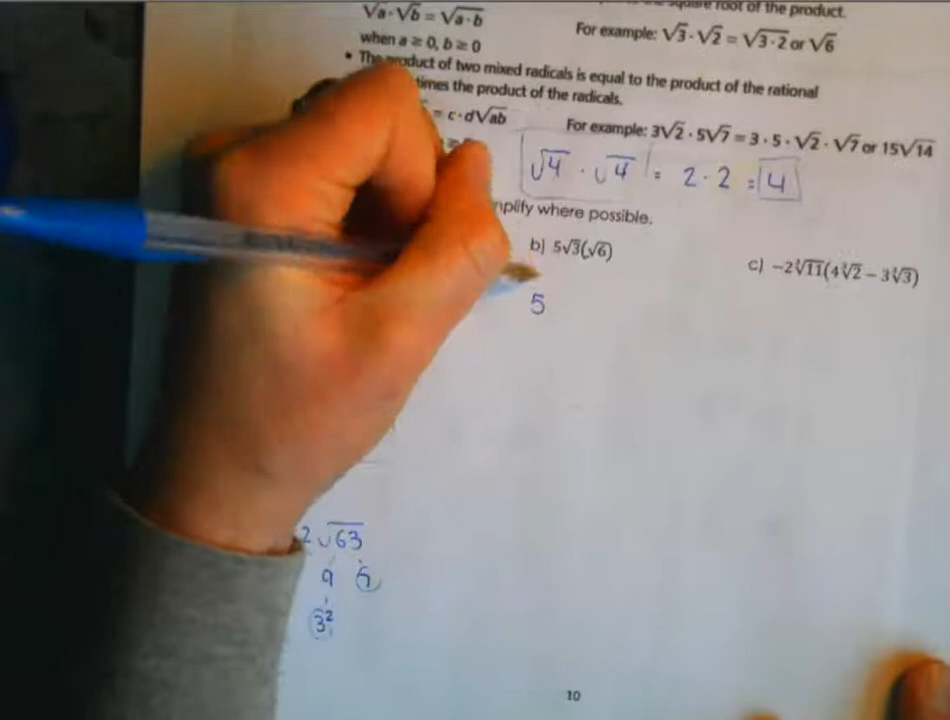 square root of the product.
√a · √b = √a · b
when a ≥ 0, b ≥ 0
For example: √3 · √2 = √3 · 2 or √6
• The product of two mixed radicals is equal to the product of the rational
times the product of the radicals.
= c · d√ab
For example: 3√2 · 5√7 = 3 · 5 · √2 · √7 or 15√14
√4 · √4 = 2 · 2 = 4
where possible.
b) 5√3(√6)
c) −2∛11(4∛2 − 3∛3)
5
2√63
9 7
3²
10